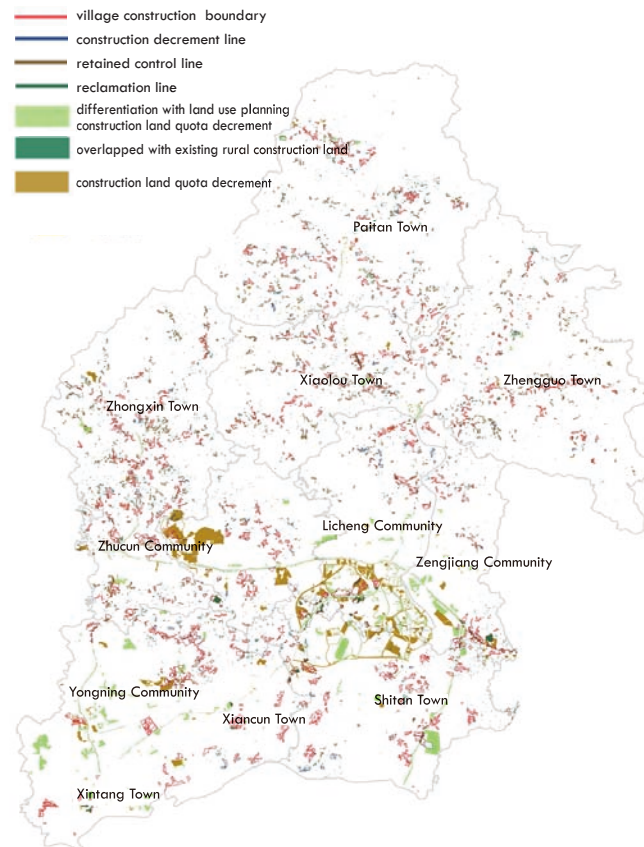 village construction boundary
construction decrement line
retained control line
reclamation line
differentiation with land use planning
construction land quota decrement
overlapped with existing rural construction land
construction land quota decrement
Paitan Town
Xiaolou Town
Zhengguo Town
Zhongxin Town
Licheng Community
Zhucun Community
Zengjiang Community
Yongning Community
Shitan Town
Xiancun Town
Xintang Town